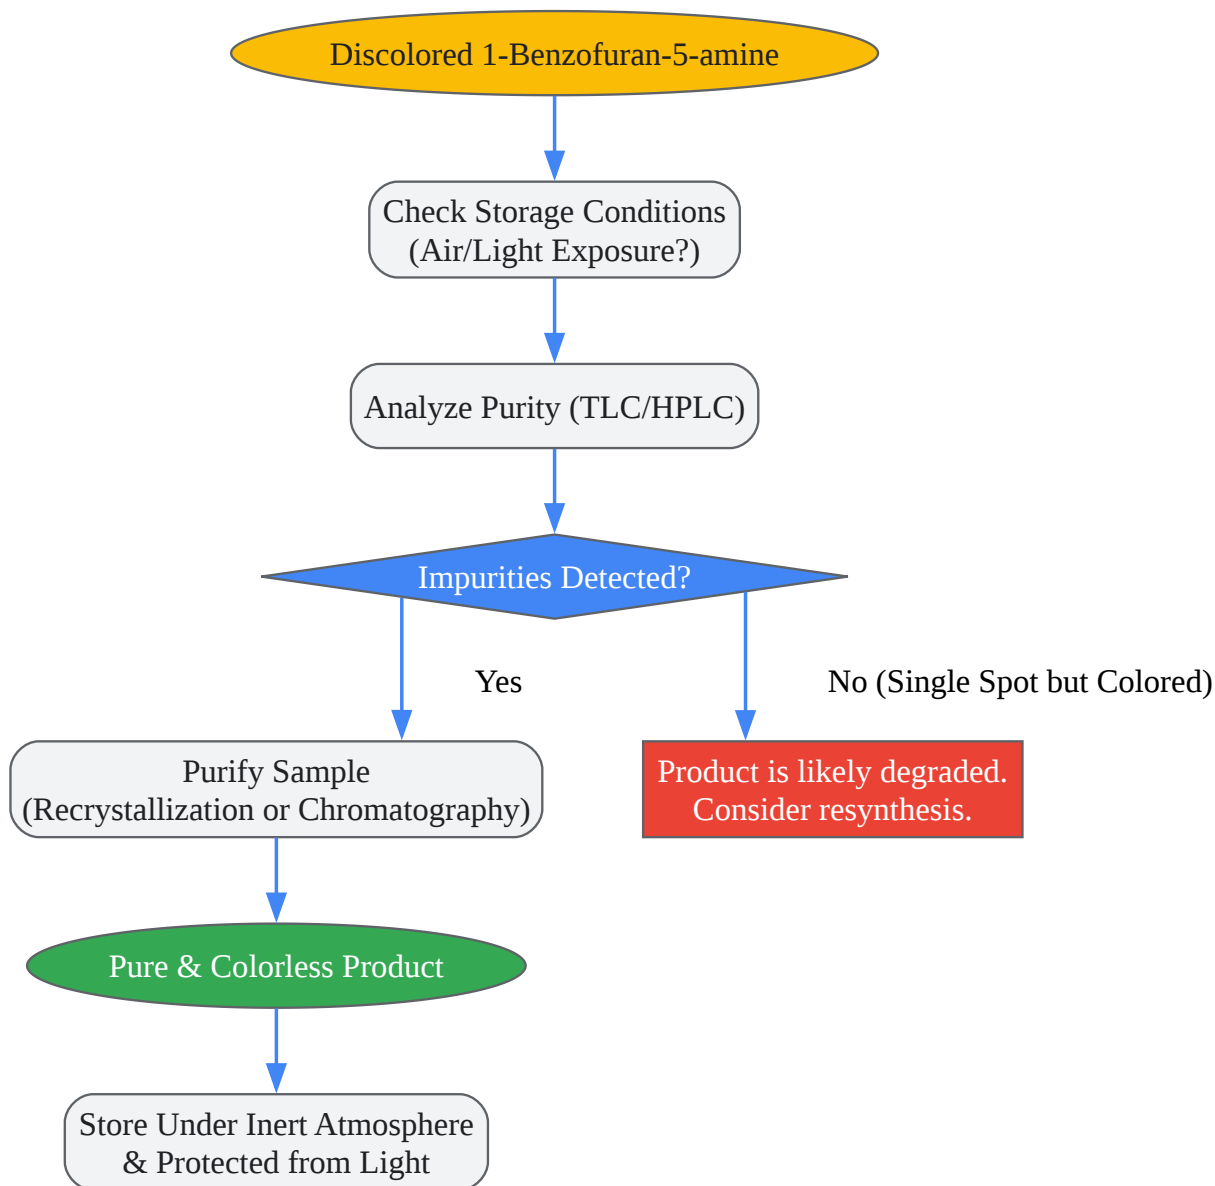 Discolored 1-Benzofuran-5-amine
Check Storage Conditions
(Air/Light Exposure?)
Analyze Purity (TLC/HPLC)
Impurities Detected?
Yes
No (Single Spot but Colored)
Purify Sample
(Recrystallization or Chromatography)
Product is likely degraded.
Consider resynthesis.
Pure & Colorless Product
Store Under Inert Atmosphere
& Protected from Light